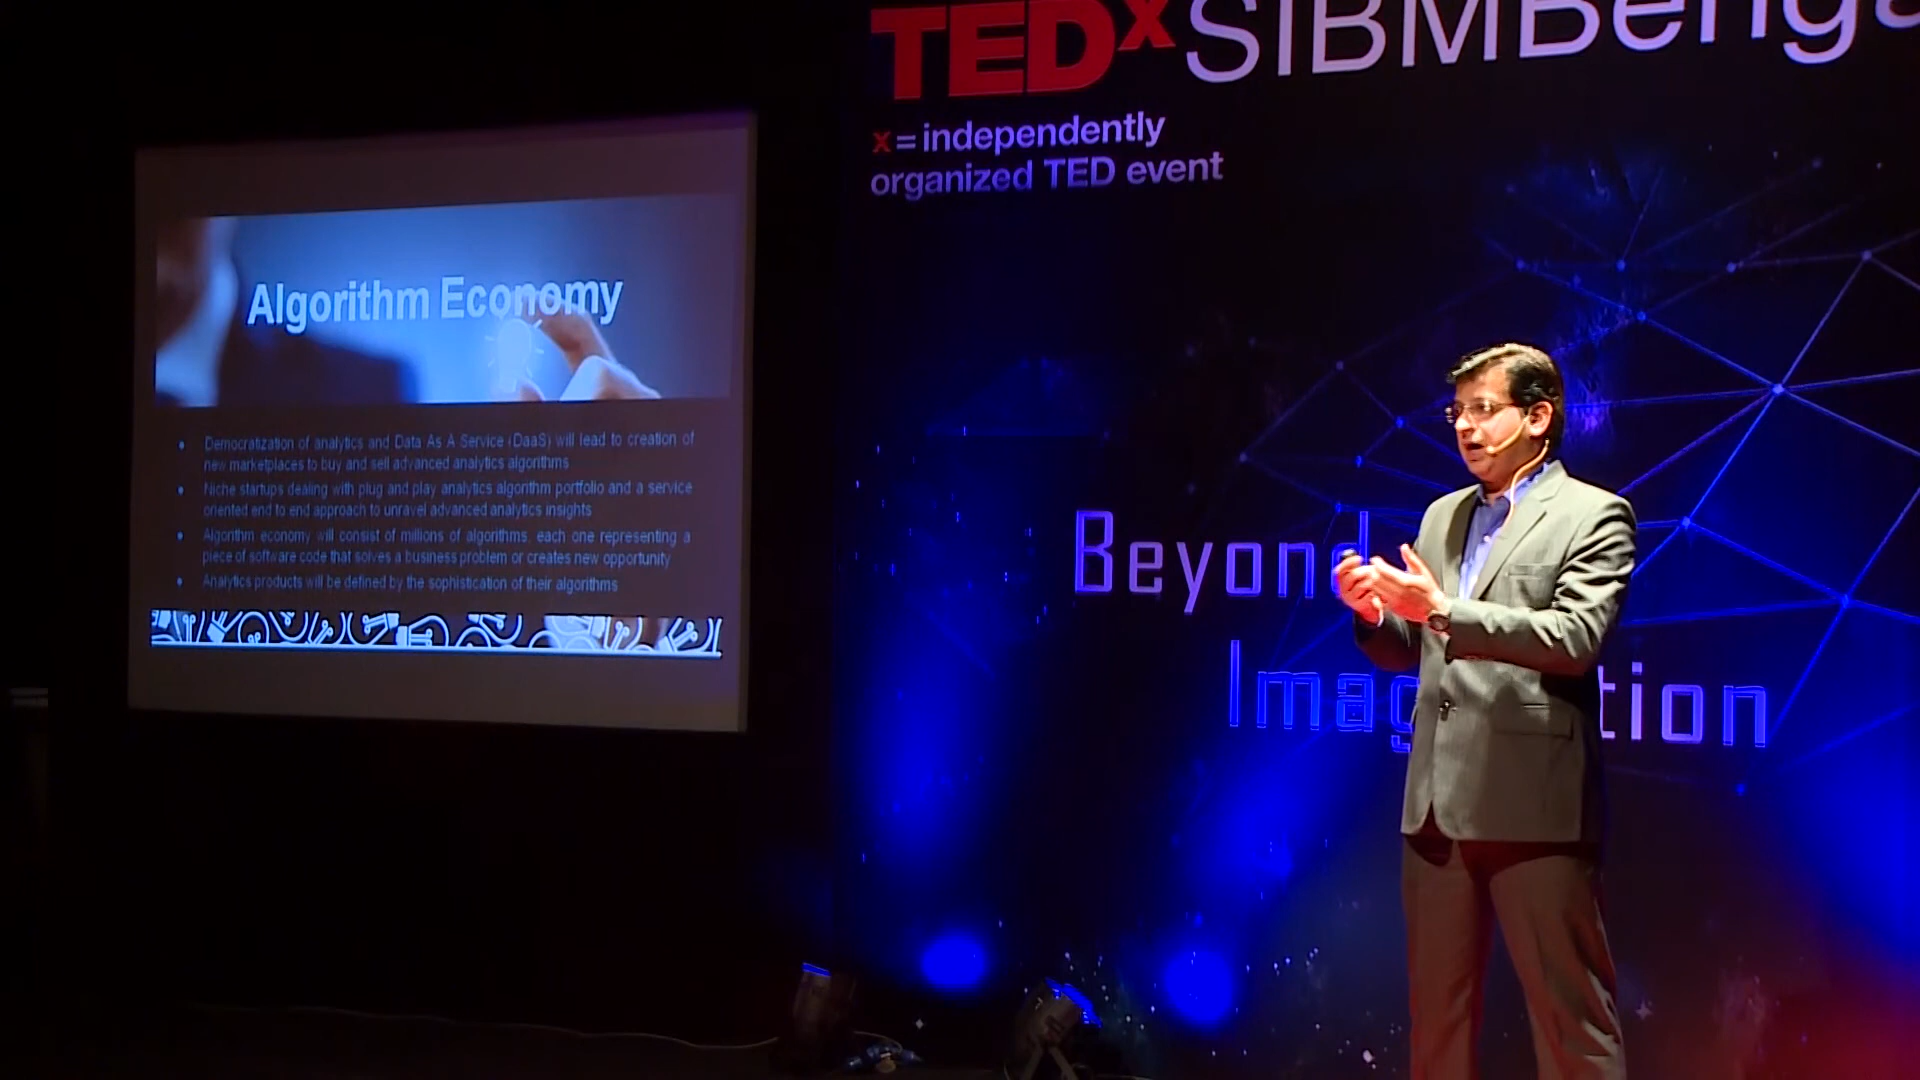 TEDxSIBMBenga
x=independently
organized TED event
Algorithm Economy
• Democratization of analytics and Data As A Service (DaaS) will lead to creation of
new marketplaces to buy and sell advanced analytics algorithms
• Niche startups dealing with plug and play analytics algorithm portfolio and a service
oriented end to end approach to unravel advanced analytics insights
• Algorithm economy will consist of millions of algorithms, each one representing a
piece of software code that solves a business problem or creates new opportunity
• Analytics products will be defined by the sophistication of their algorithms
Beyond
Imag tion